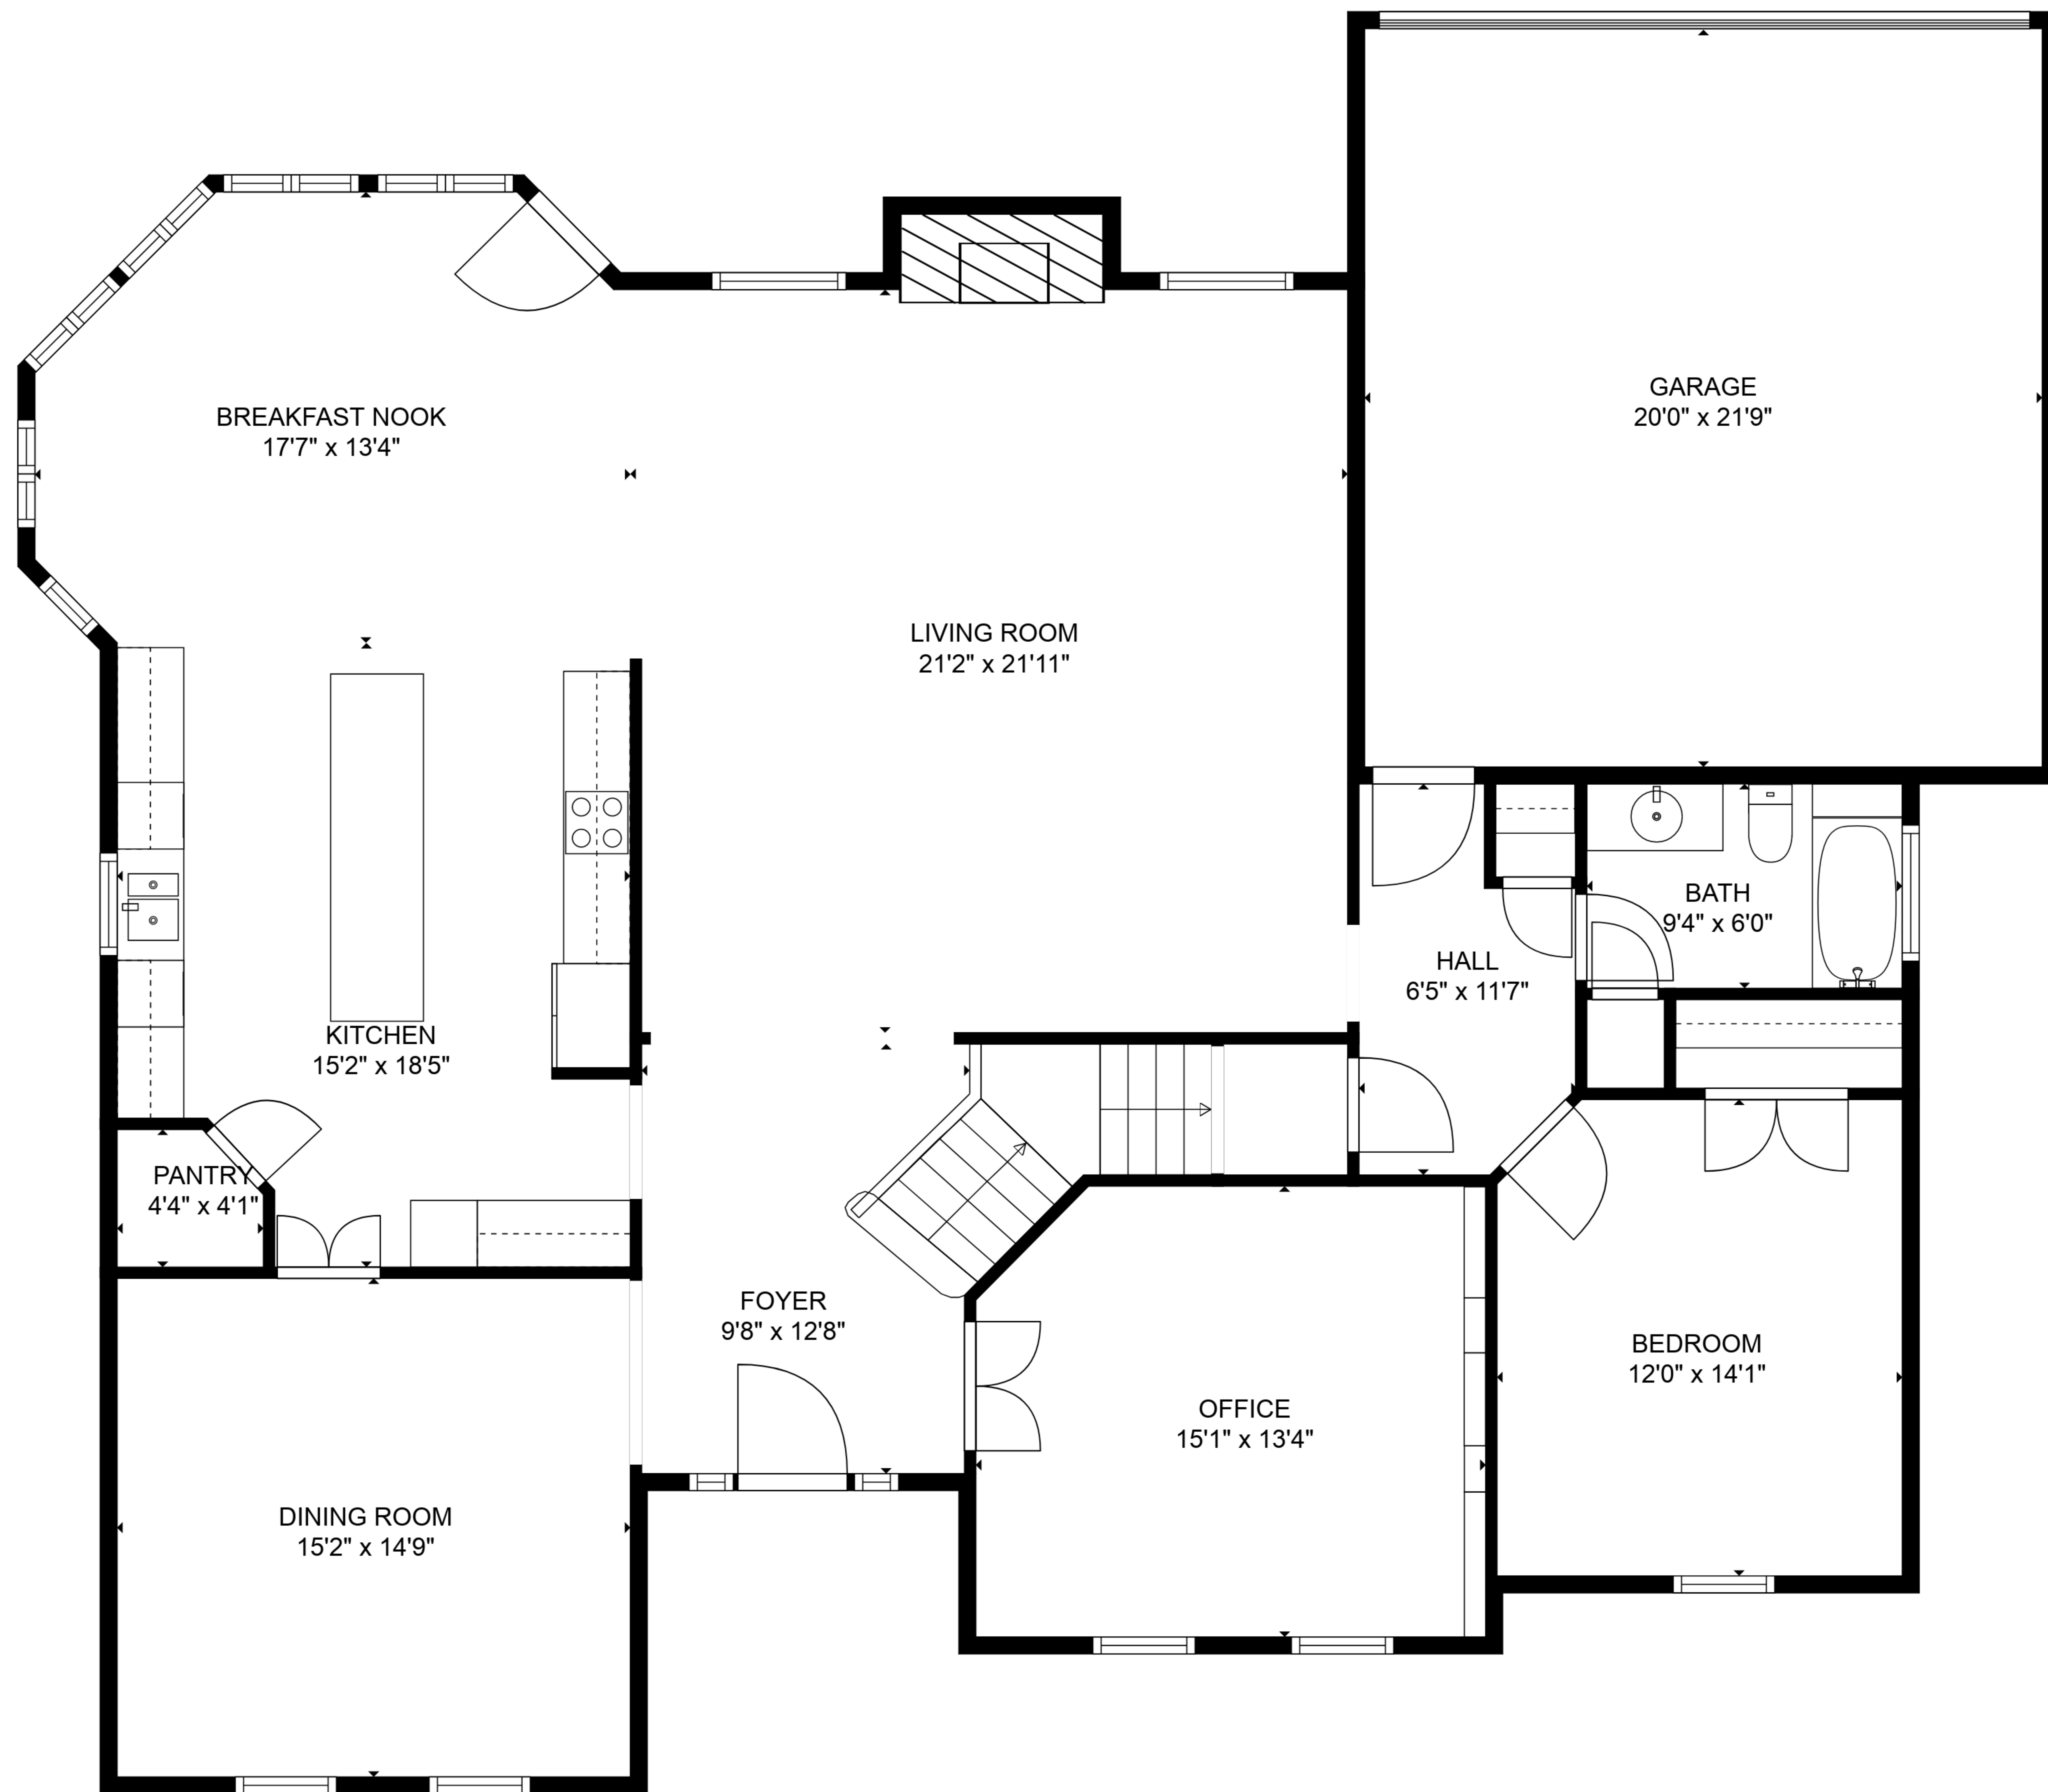 GARAGE
20'0" x 21'9"
BREAKFAST NOOK
17'7" x 13'4"
LIVING ROOM
21'2" x 21'11"
BATH
9'4" x 6'0"
HALL
6'5" x 11'7"
KITCHEN
15'2" x 18'5"
PANTRY
4'4" x 4'1"
FOYER
9'8" x 12'8"
BEDROOM
12'0" x 14'1"
OFFICE
15'1" x 13'4"
DINING ROOM
15'2" x 14'9"